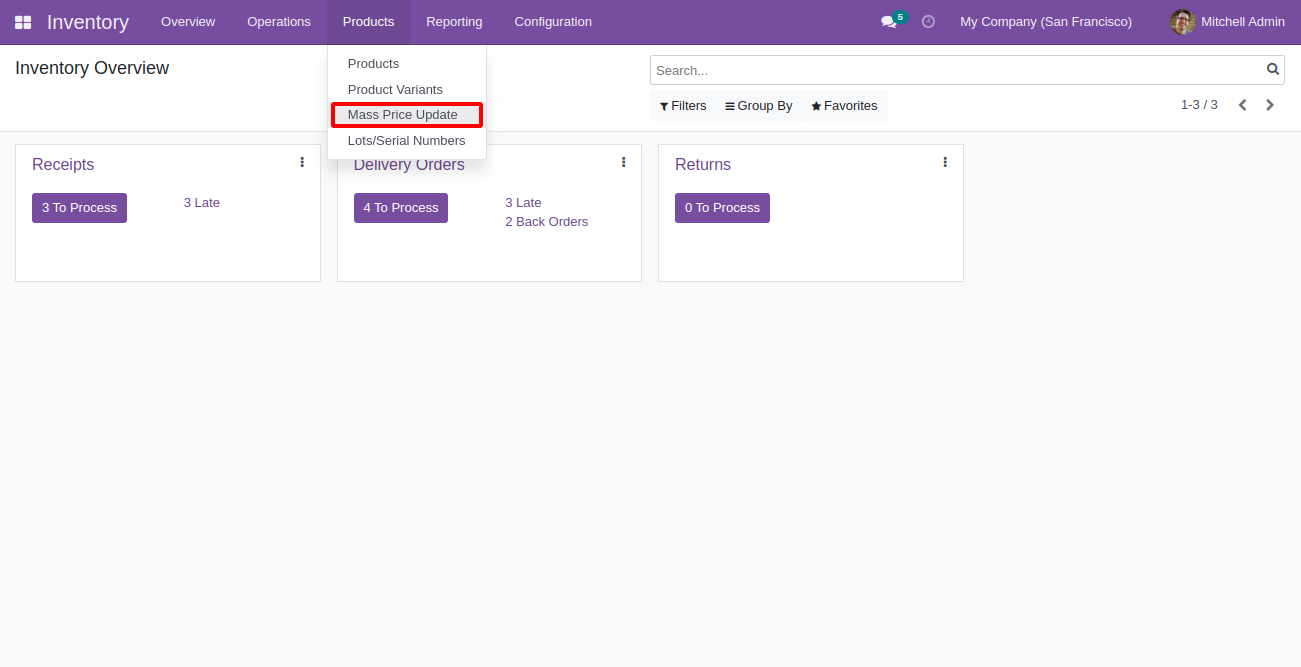 Inventory Overview Operations Products Reporting Configuration 5 My Company (San Francisco) Mitchell Admin
Inventory Overview
Products
Product Variants
Mass Price Update
Lots/Serial Numbers
Search...
Filters Group By Favorites 1-3 / 3
Receipts
3 To Process 3 Late
Delivery Orders
4 To Process 3 Late
2 Back Orders
Returns
0 To Process